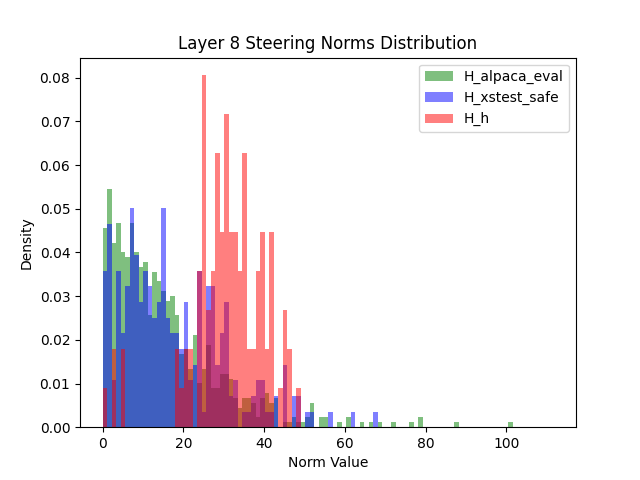 Layer 8 Steering Norms Distribution
H_alpaca_eval
H_xstest_safe
H_h
Density
0.08
0.07
0.06
0.05
0.04
0.03
0.02
0.01
0.00
0 20 40 60 80 100
Norm Value